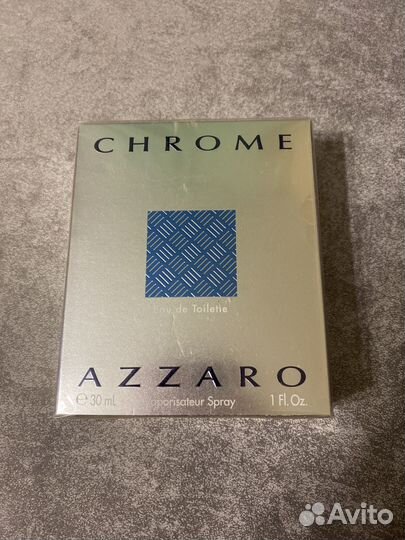 CHROME
Eau de Toilette
AZZARO
℮ 30 mL Vaporisateur Spray 1 Fl. Oz.
Avito